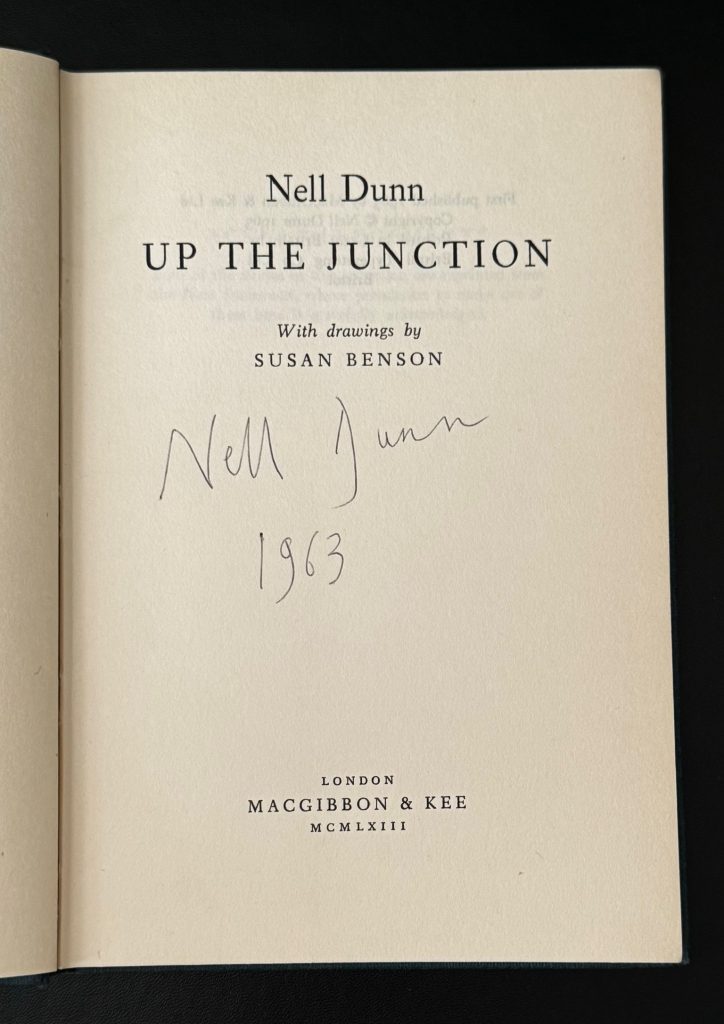 Nell Dunn
UP THE JUNCTION
With drawings by
SUSAN BENSON
Nell Dunn
1963
LONDON
MACGIBBON & KEE
MCMLXIII